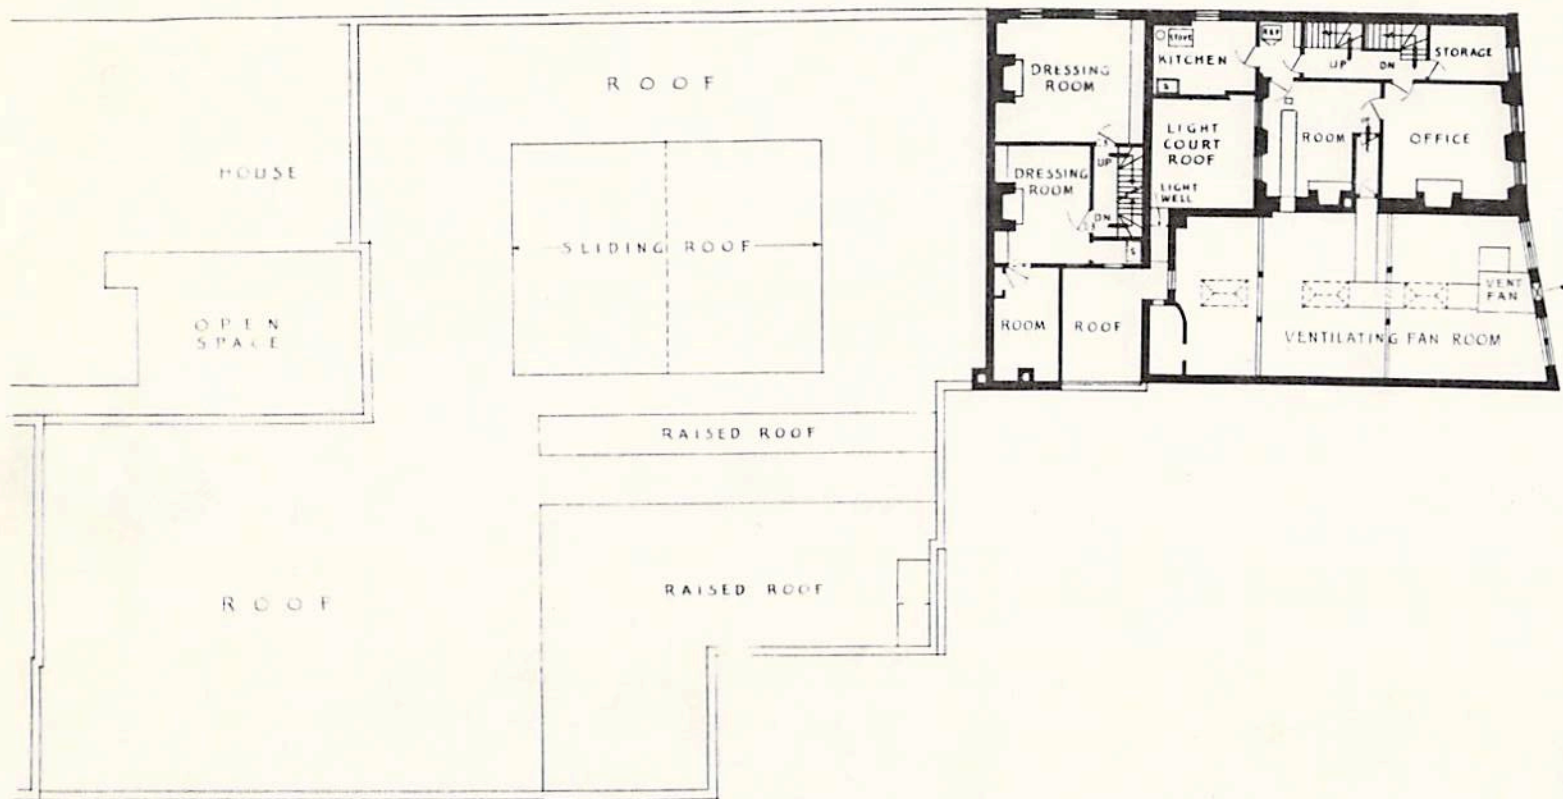 ROOF
HOUSE
SLIDING ROOF
OPEN
SPACE
RAISED ROOF
RAISED ROOF
ROOF
DRESSING
ROOM
DRESSING
ROOM
UP
DN
S
ROOM
ROOF
STOVE
KITCHEN
S
REF
UP
DN
STORAGE
LIGHT
COURT
ROOF
LIGHT
WELL
ROOM
UP
OFFICE
VENT
FAN
VENTILATING FAN ROOM